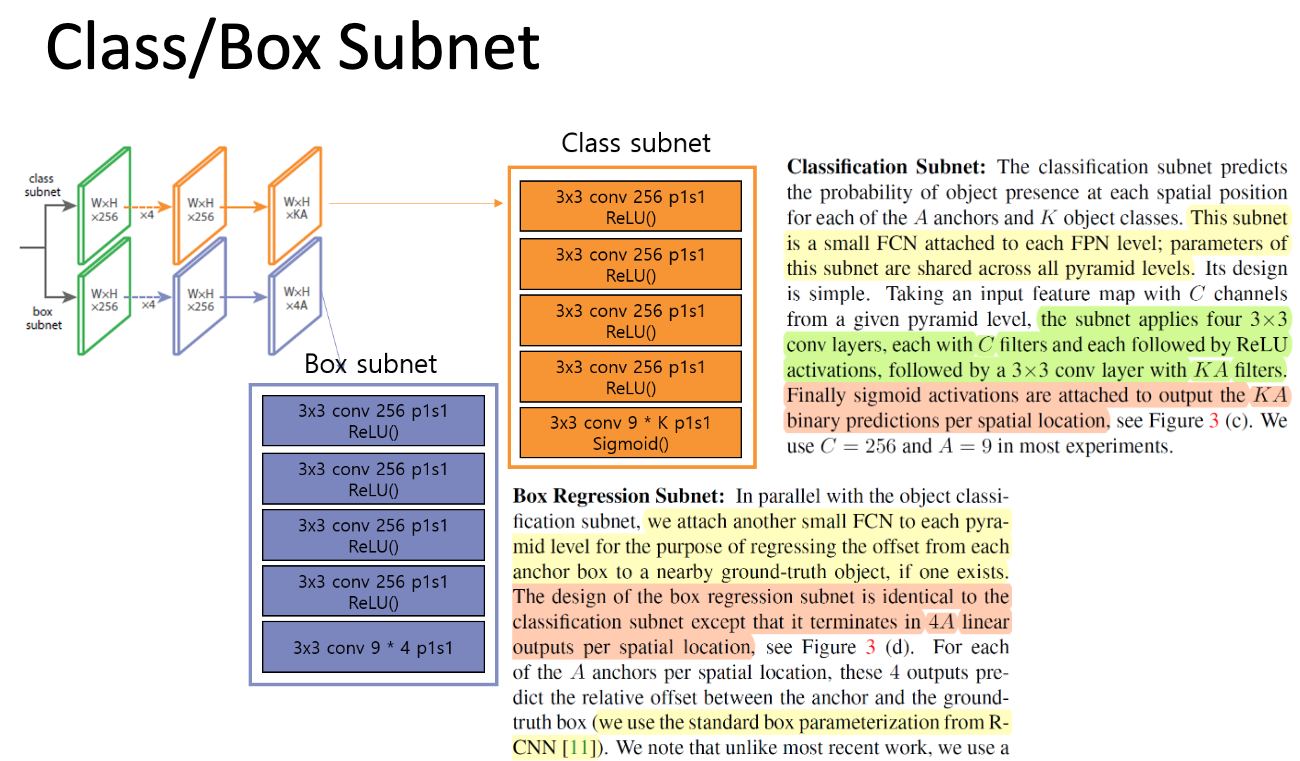 Class/Box Subnet
class
subnet
W×H
×256
×4
W×H
×256
W×H
×KA
box
subnet
W×H
×256
×4
W×H
×256
W×H
×4A
Class subnet
3x3 conv 256 p1s1
ReLU()
3x3 conv 256 p1s1
ReLU()
3x3 conv 256 p1s1
ReLU()
3x3 conv 256 p1s1
ReLU()
3x3 conv 9 * K p1s1
Sigmoid()
Box subnet
3x3 conv 256 p1s1
ReLU()
3x3 conv 256 p1s1
ReLU()
3x3 conv 256 p1s1
ReLU()
3x3 conv 256 p1s1
ReLU()
3x3 conv 9 * 4 p1s1
Classification Subnet: The classification subnet predicts
the probability of object presence at each spatial position
for each of the A anchors and K object classes. This subnet
is a small FCN attached to each FPN level; parameters of
this subnet are shared across all pyramid levels. Its design
is simple. Taking an input feature map with C channels
from a given pyramid level, the subnet applies four 3×3
conv layers, each with C filters and each followed by ReLU
activations, followed by a 3×3 conv layer with KA filters.
Finally sigmoid activations are attached to output the KA
binary predictions per spatial location, see Figure 3 (c). We
use C = 256 and A = 9 in most experiments.
Box Regression Subnet: In parallel with the object classi-
fication subnet, we attach another small FCN to each pyra-
mid level for the purpose of regressing the offset from each
anchor box to a nearby ground-truth object, if one exists.
The design of the box regression subnet is identical to the
classification subnet except that it terminates in 4A linear
outputs per spatial location, see Figure 3 (d). For each
of the A anchors per spatial location, these 4 outputs pre-
dict the relative offset between the anchor and the ground-
truth box (we use the standard box parameterization from R-
CNN [11]). We note that unlike most recent work, we use a